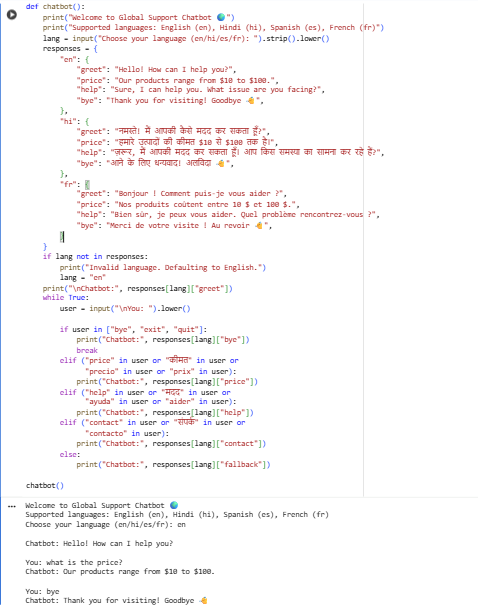 def chatbot():
    print("Welcome to Global Support Chatbot 🌍")
    print("Supported languages: English (en), Hindi (hi), Spanish (es), French (fr)")
    lang = input("Choose your language (en/hi/es/fr): ").strip().lower()
    responses = {
        "en": {
            "greet": "Hello! How can I help you?",
            "price": "Our products range from $10 to $100.",
            "help": "Sure, I can help you. What issue are you facing?",
            "bye": "Thank you for visiting! Goodbye 👋",
        },
        "hi": {
            "greet": "नमस्ते! मैं आपकी कैसे मदद कर सकता हूँ?",
            "price": "हमारे उत्पादों की कीमत $10 से $100 तक है।",
            "help": "ज़रूर, मैं आपकी मदद कर सकता हूँ। आप किस समस्या का सामना कर रहे हैं?",
            "bye": "आने के लिए धन्यवाद! अलविदा 👋",
        },
        "fr": {
            "greet": "Bonjour ! Comment puis-je vous aider ?",
            "price": "Nos produits coûtent entre 10 $ et 100 $.",
            "help": "Bien sûr, je peux vous aider. Quel problème rencontrez-vous ?",
            "bye": "Merci de votre visite ! Au revoir 👋",
        }
    }
    if lang not in responses:
        print("Invalid language. Defaulting to English.")
        lang = "en"
    print("\nChatbot:", responses[lang]["greet"])
    while True:
        user = input("\nYou: ").lower()
        if user in ["bye", "exit", "quit"]:
            print("Chatbot:", responses[lang]["bye"])
            break
        elif ("price" in user or "कीमत" in user or
              "precio" in user or "prix" in user):
            print("Chatbot:", responses[lang]["price"])
        elif ("help" in user or "मदद" in user or
              "ayuda" in user or "aider" in user):
            print("Chatbot:", responses[lang]["help"])
        elif ("contact" in user or "संपर्क" in user or
              "contacto" in user):
            print("Chatbot:", responses[lang]["contact"])
        else:
            print("Chatbot:", responses[lang]["fallback"])
chatbot()
Welcome to Global Support Chatbot 🌍
Supported languages: English (en), Hindi (hi), Spanish (es), French (fr)
Choose your language (en/hi/es/fr): en
Chatbot: Hello! How can I help you?
You: what is the price?
Chatbot: Our products range from $10 to $100.
You: bye
Chatbot: Thank you for visiting! Goodbye 👋